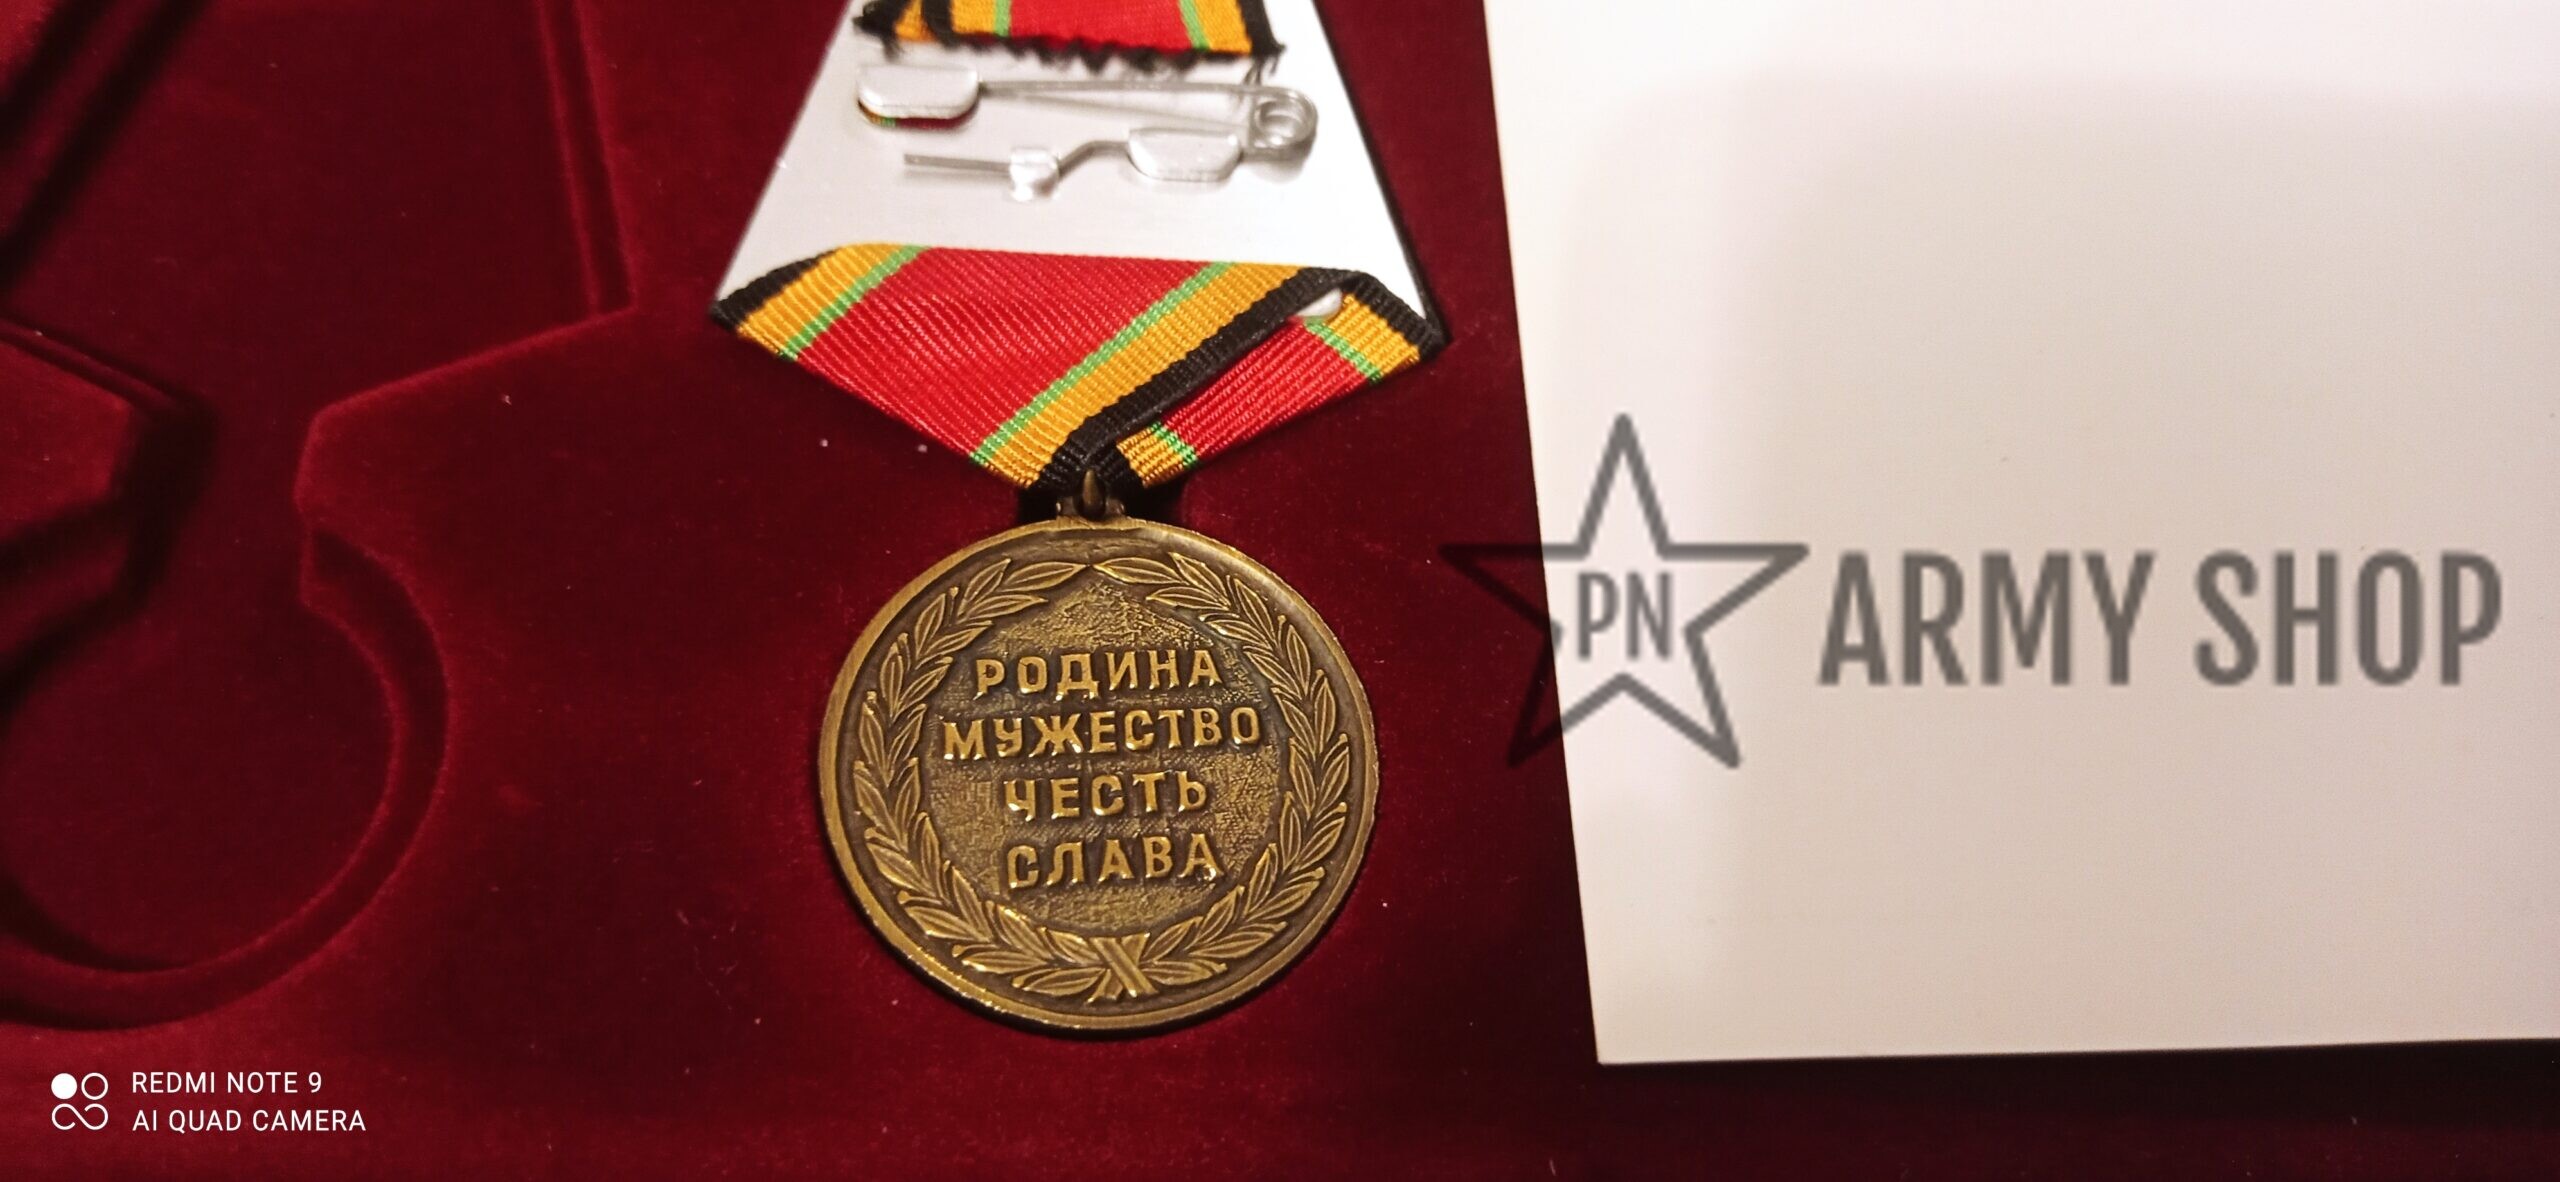 РОДИНА
МУЖЕСТВО
ЧЕСТЬ
СЛАВА
PN
ARMY SHOP
REDMI NOTE 9
AI QUAD CAMERA